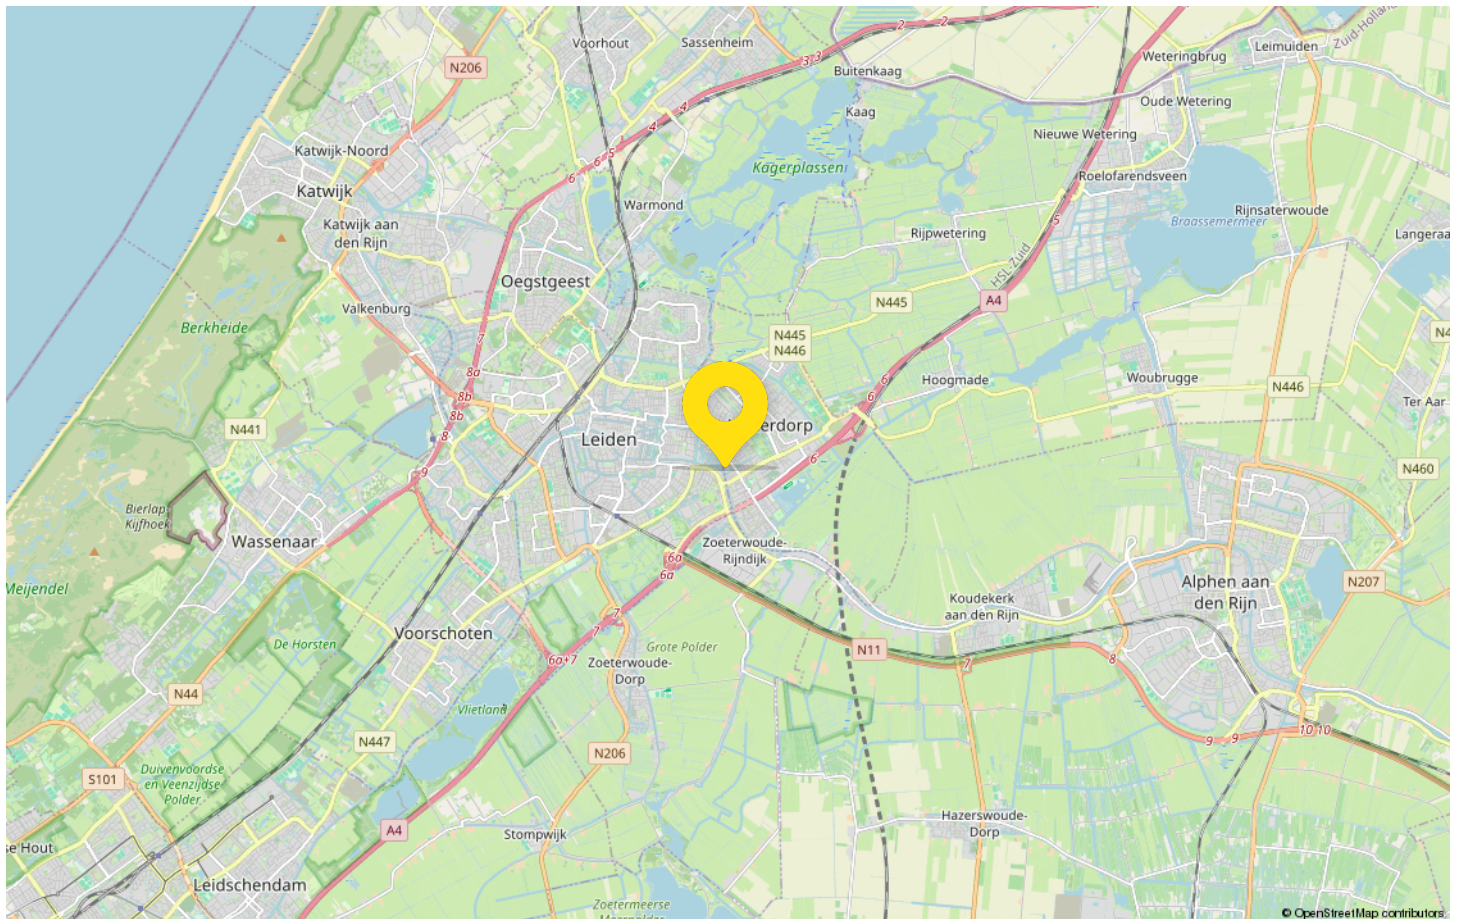 2
2
Voorhout
Sassenheim
Leimuiden
Zuid-Holland
Weteringbrug
3
3
N206
Buitenkaag
4
Oude Wetering
Kaag
4
Nieuwe Wetering
Katwijk-Noord
5
6
Kagerplassen
6
Roelofarendsveen
Katwijk
Warmond
Rijnsaterwoude
5
Braassemermeer
Katwijk aan
den Rijn
Rijpwetering
Langeraa
HSL Zuid
Oegstgeest
Valkenburg
N445
A4
Berkheide
N445
N446
N4
7
8a
6
Hoogmade
Woubrugge
N446
8b
6
Ter Aar
8b
N441
8
Leiden
erdorp
6
9
N460
Bierlap
Kijfhoek
Wassenaar
Zoeterwoude-
Rijndijk
6a
6a
Meijendel
Alphen aan
den Rijn
N207
Koudekerk
aan den Rijn
7
7
Voorschoten
De Horsten
Grote Polder
N11
6a+7
7
8
Zoeterwoude-
Dorp
N44
Vlietland
N447
N206
9
9
10
10
S101
Duivenvoordse
en Veenzijdse
Polder
A4
Stompwijk
Hazerswoude-
Dorp
se Hout
Leidschendam
Zoetermeerse
Meerpolder
© OpenStreetMap contributors